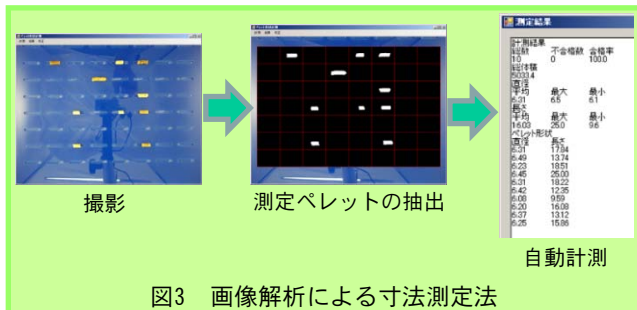 測定結果
計測結果
総数 不合格数 合格率
10 0 100.0
総体積
5033.4
直径
平均 最大 最小
6.31 6.5 6.1
長さ
平均 最大 最小
16.03 25.0 9.6
ペレット形状
直径 長さ
6.31 17.84
6.49 13.74
6.23 18.51
6.45 25.00
6.31 18.22
6.42 12.35
6.08 9.59
6.20 16.08
6.37 13.12
6.25 15.86
撮影
測定ペレットの抽出
自動計測
図3 画像解析による寸法測定法